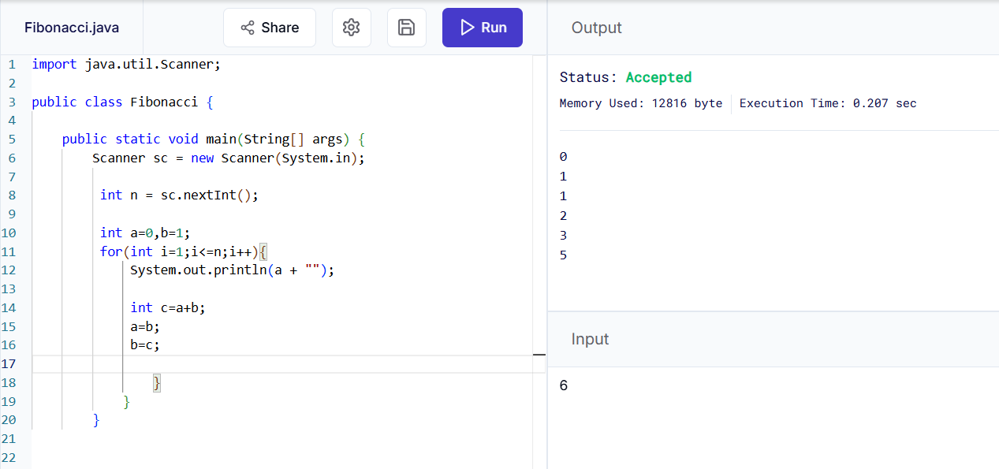 Fibonacci.java Share Run
1 import java.util.Scanner;
2
3 public class Fibonacci {
4
5 public static void main(String[] args) {
6 Scanner sc = new Scanner(System.in);
7
8 int n = sc.nextInt();
9
10 int a=0,b=1;
11 for(int i=1;i<=n;i++){
12 System.out.println(a + "");
13
14 int c=a+b;
15 a=b;
16 b=c;
17
18 }
19 }
20 }
21
22
Output
Status: Accepted
Memory Used: 12816 byte Execution Time: 0.207 sec
0
1
1
2
3
5
Input
6